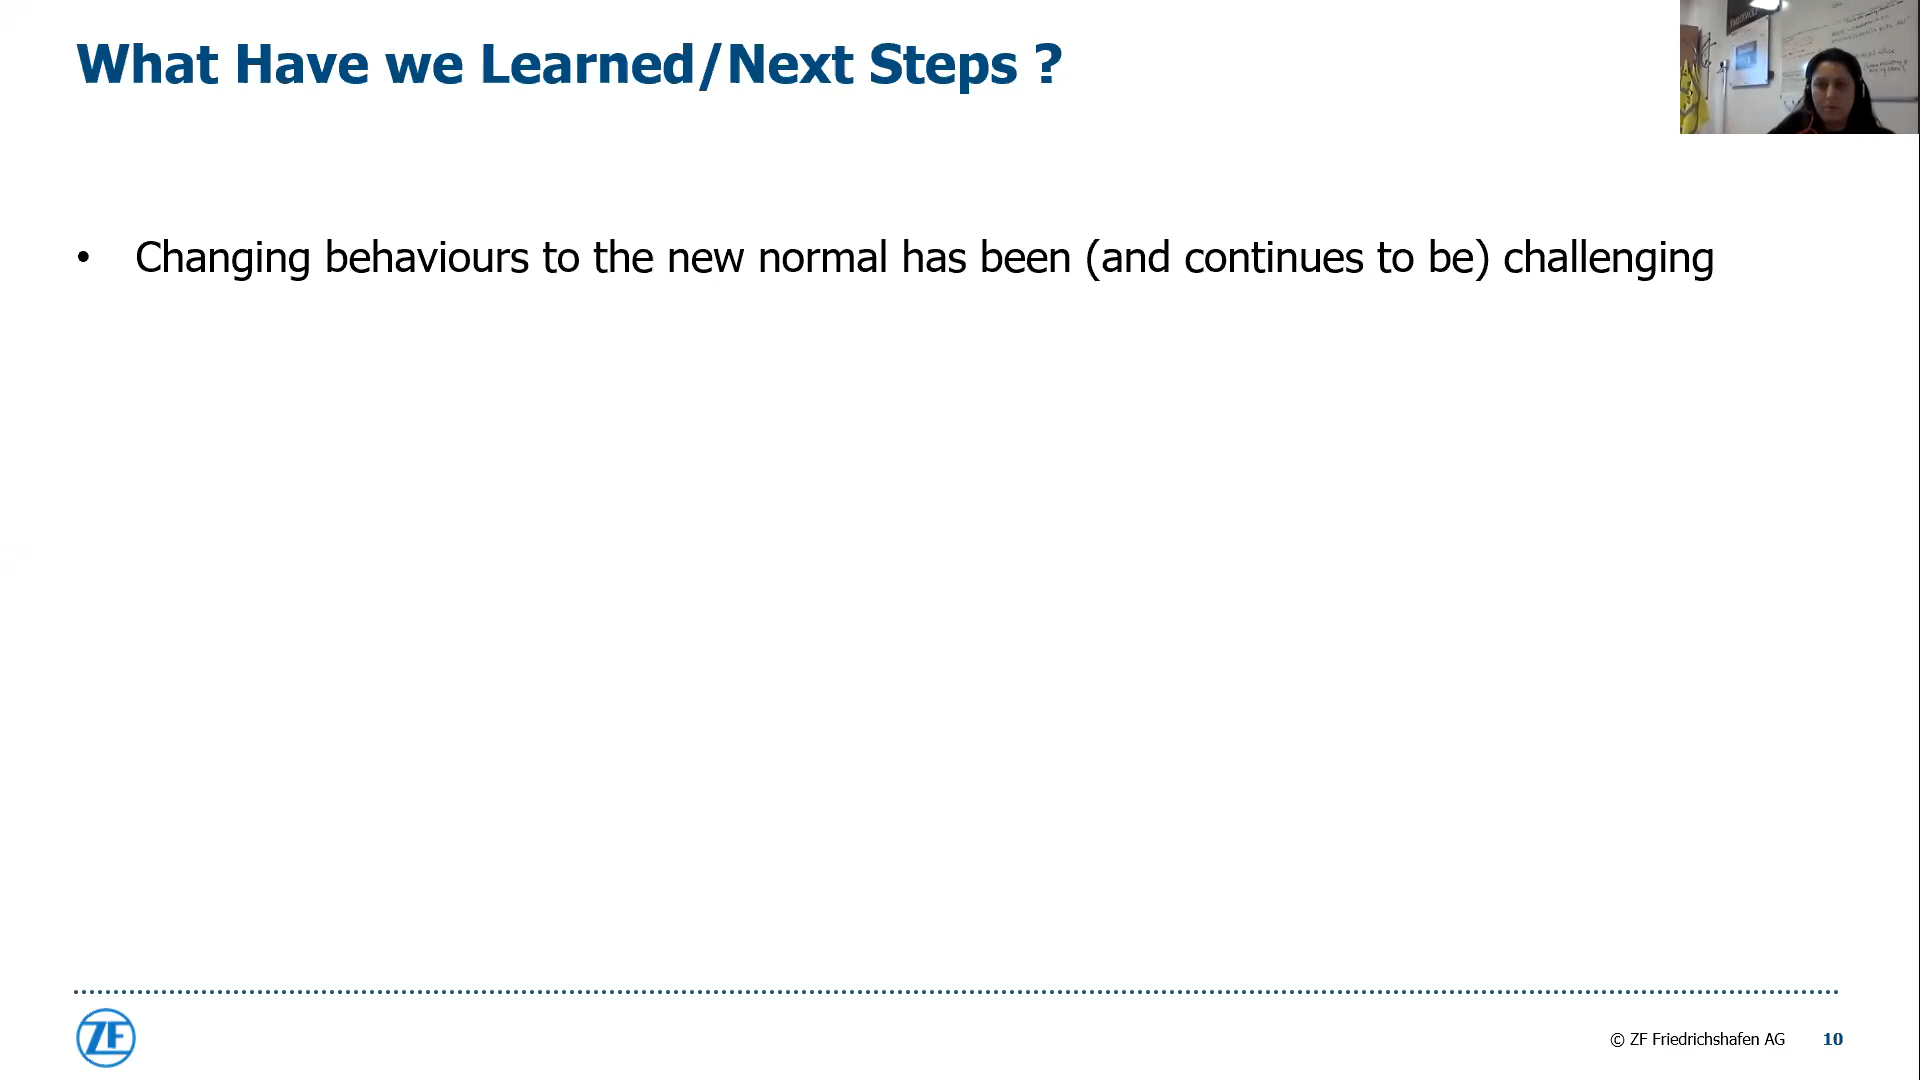 What Have we Learned/Next Steps ?
• Changing behaviours to the new normal has been (and continues to be) challenging
ZF
© ZF Friedrichshafen AG 10